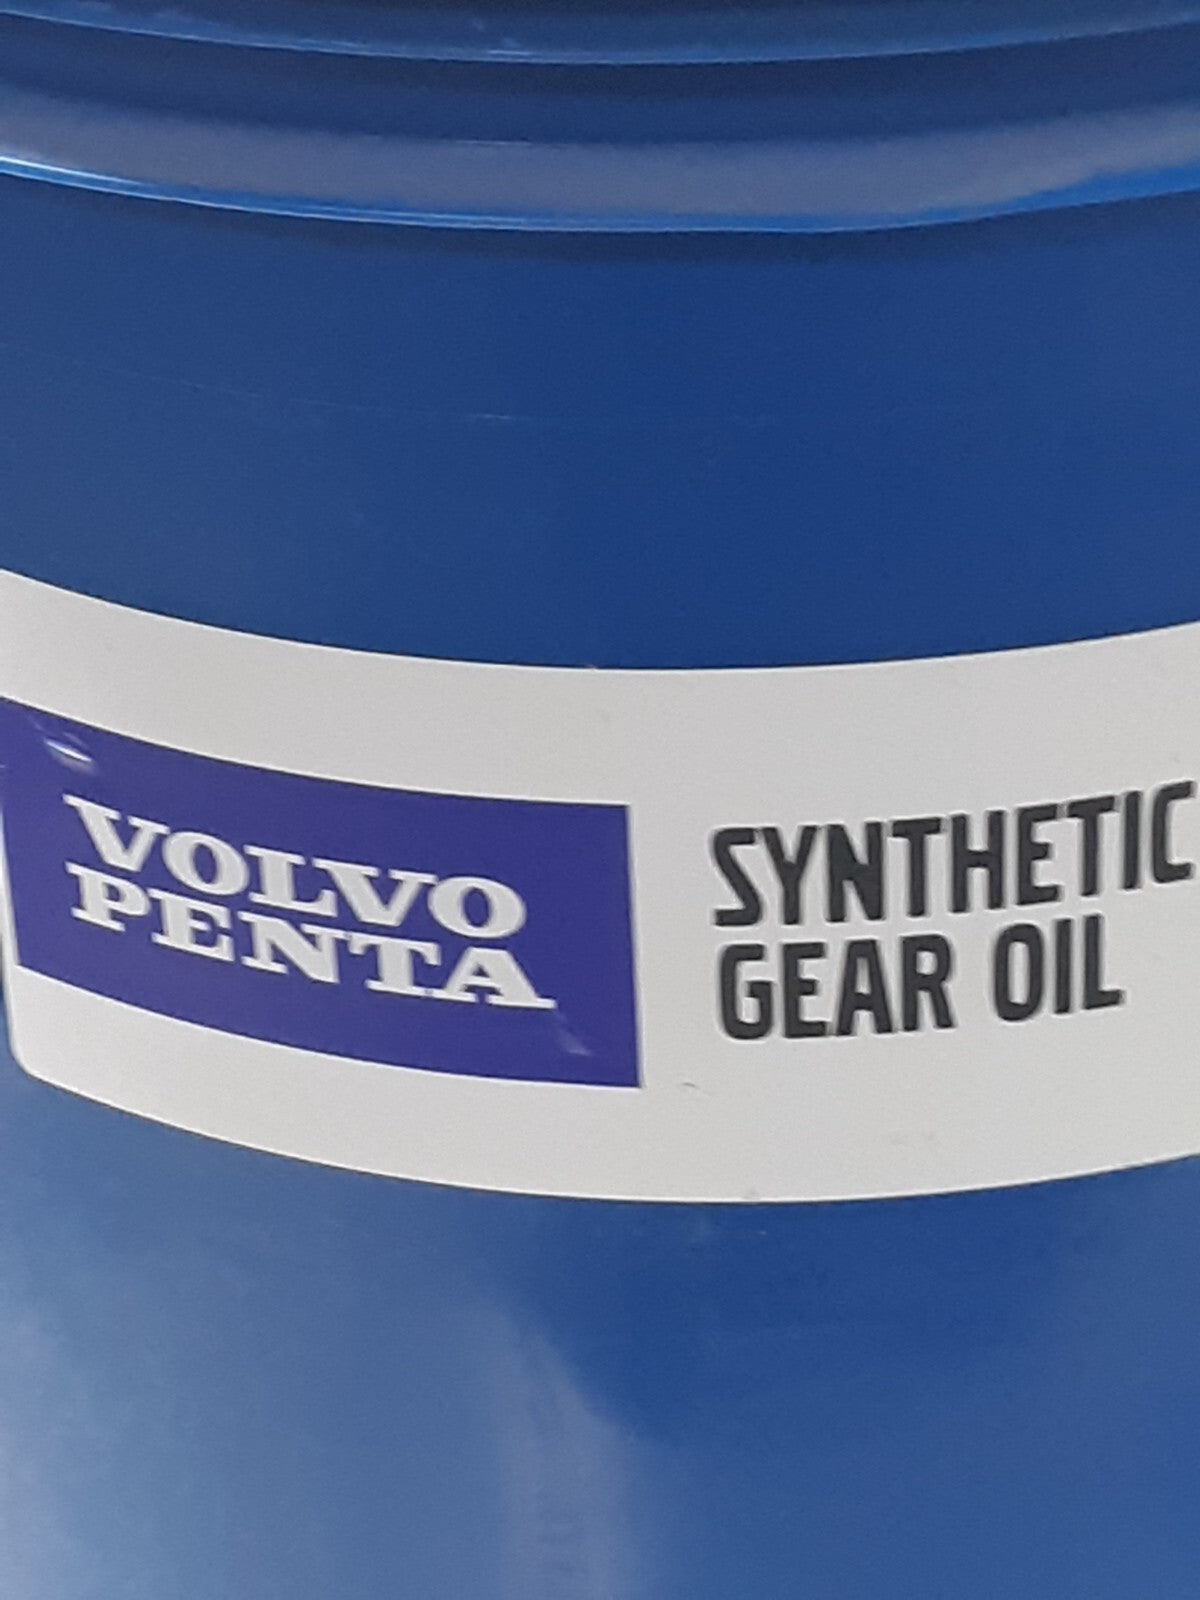 VOLVO
PENTA
SYNTHETIC
GEAR OIL